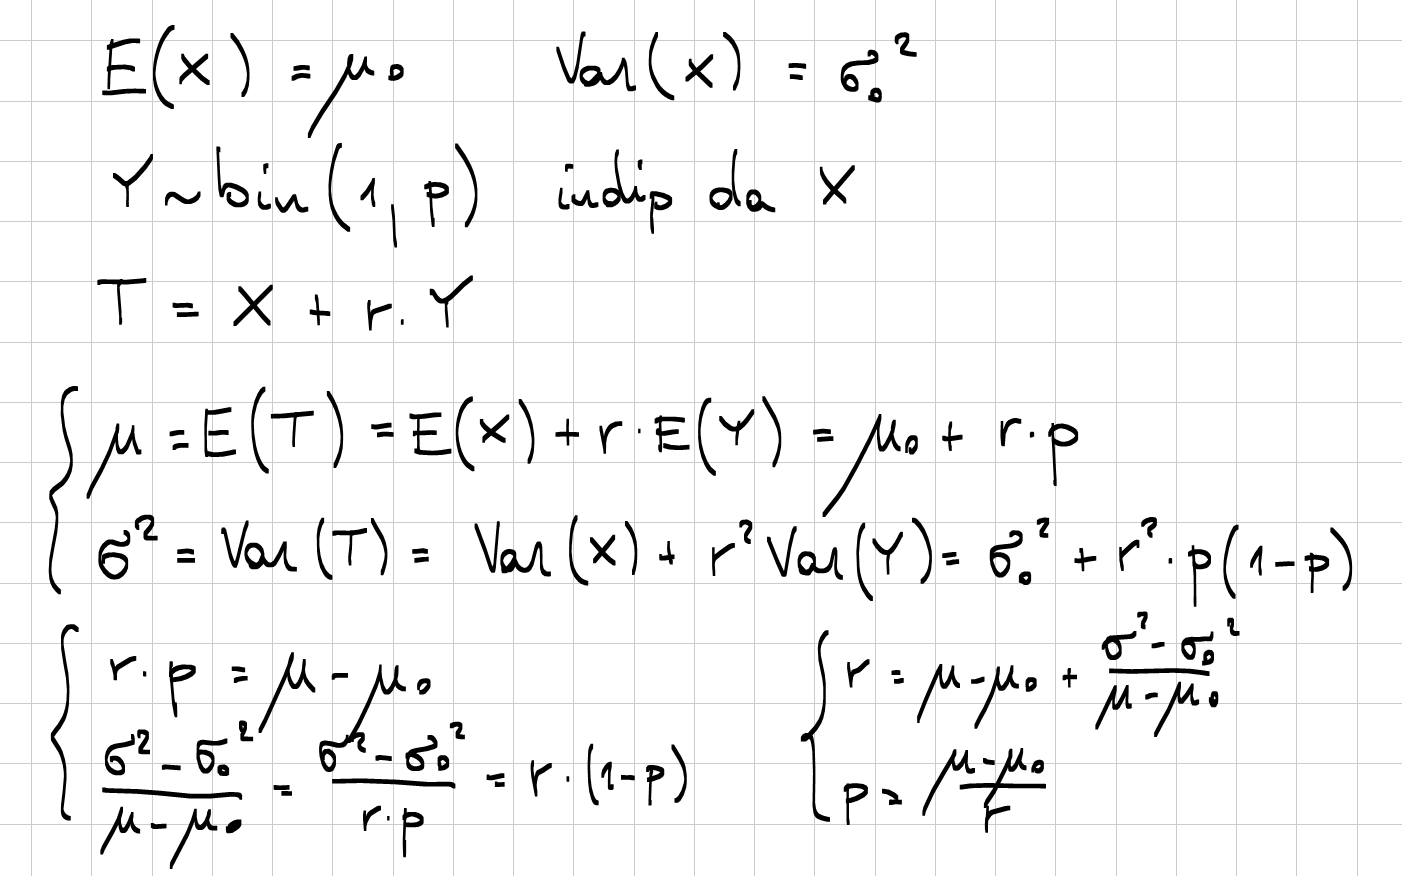 E(X) = μ₀ Var(X) = σ₀²
Y ~ bin(1, p) indip da X
T = X + r · Y
{ μ = E(T) = E(X) + r · E(Y) = μ₀ + r · p
σ² = Var(T) = Var(X) + r² Var(Y) = σ₀² + r² · p(1-p)
{ r · p = μ - μ₀ { r = μ - μ₀ + (σ² - σ₀²)/(μ - μ₀)
(σ² - σ₀²)/(μ - μ₀) = (σ² - σ₀²)/(r · p) = r · (1-p) p = (μ - μ₀)/r